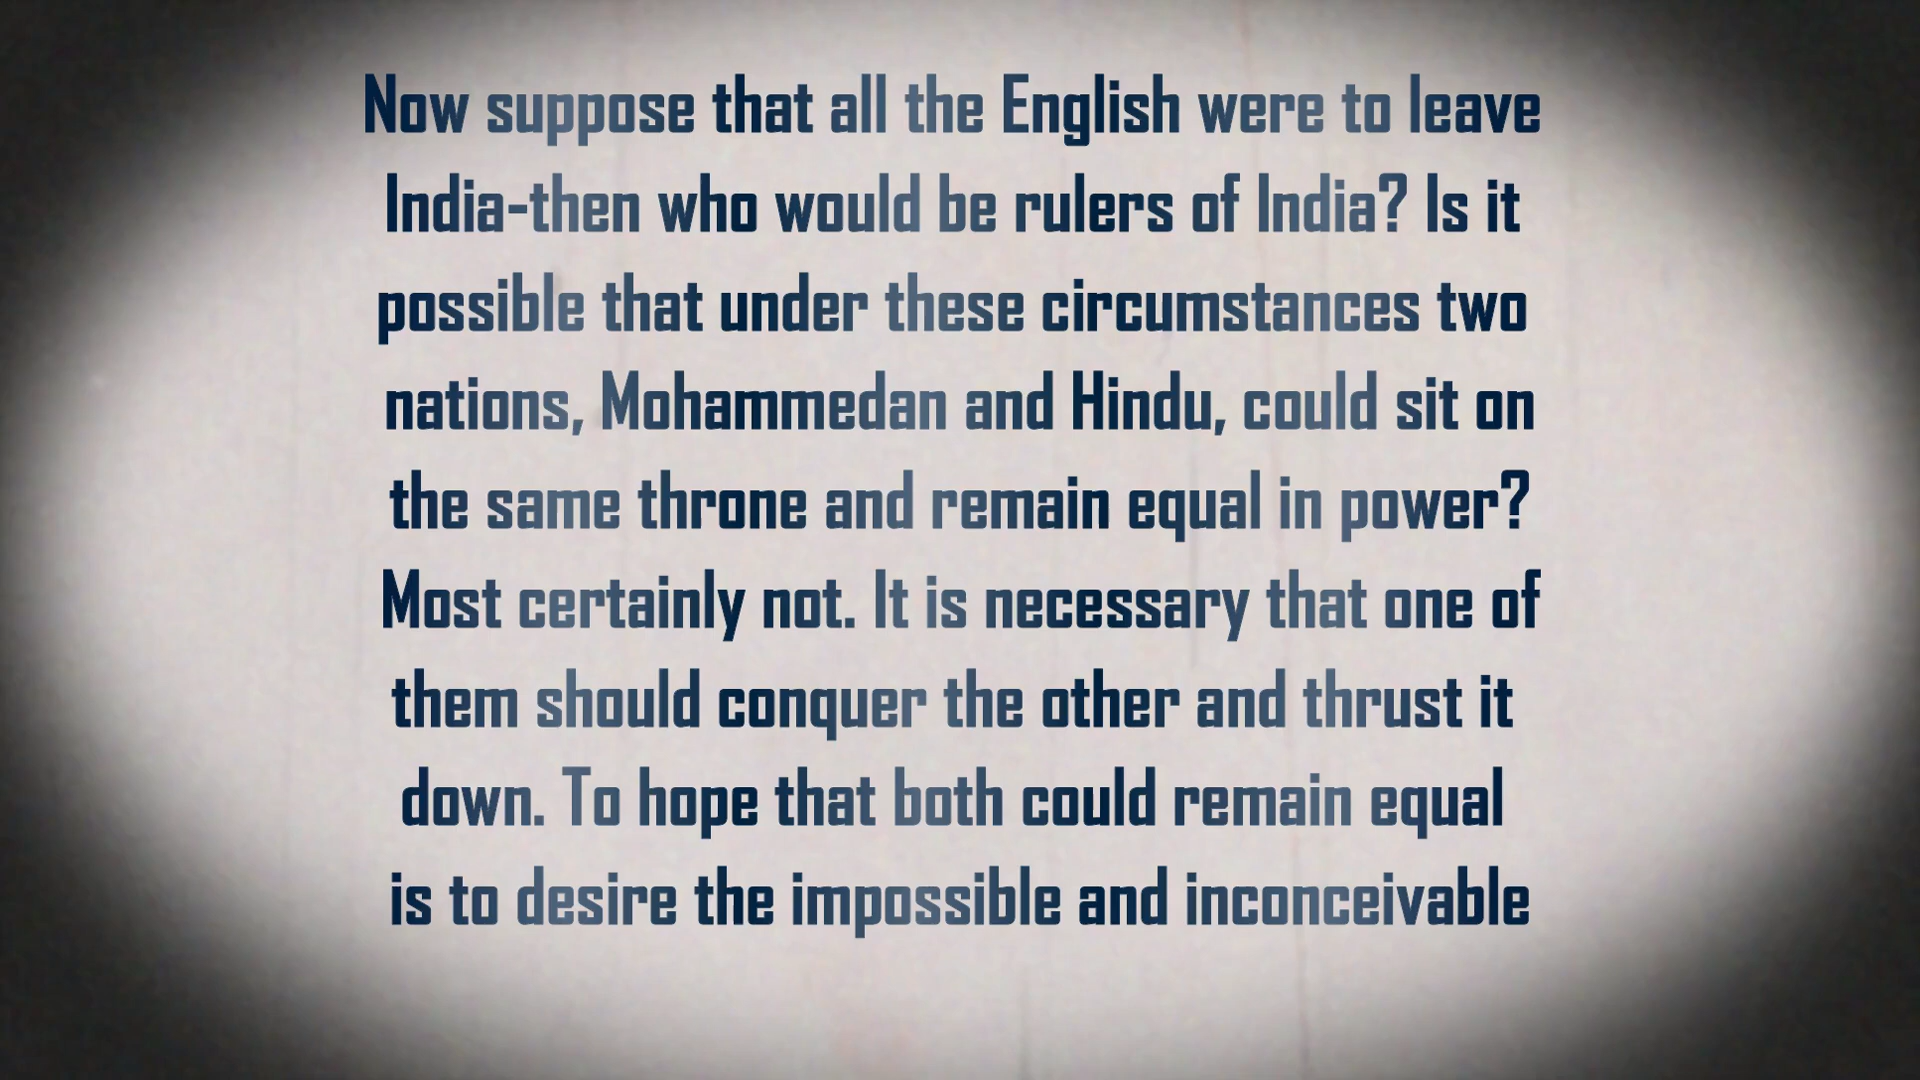 Now suppose that all the English were to leave
India-then who would be rulers of India? Is it
possible that under these circumstances two
nations, Mohammedan and Hindu, could sit on
the same throne and remain equal in power?
Most certainly not. It is necessary that one of
them should conquer the other and thrust it
down. To hope that both could remain equal
is to desire the impossible and inconceivable